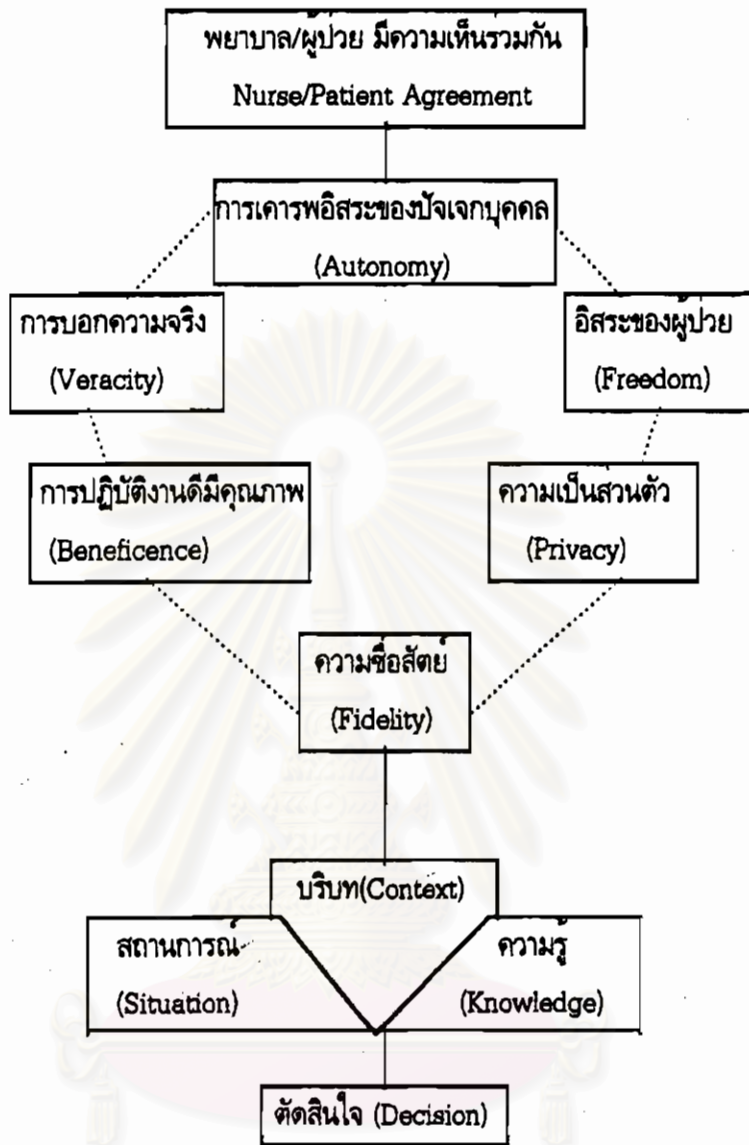 พยาบาล/ผู้ป่วย มีความเห็นรวมกัน
Nurse/Patient Agreement
การเคารพอิสระของปัจเจกบุคคล
(Autonomy)
การบอกความจริง
(Veracity)
อิสระของผู้ป่วย
(Freedom)
การปฏิบัติงานดีมีคุณภาพ
(Beneficence)
ความเป็นส่วนตัว
(Privacy)
ความซื่อสัตย์
(Fidelity)
บริบท(Context)
สถานการณ์
(Situation)
ความรู้
(Knowledge)
ตัดสินใจ (Decision)